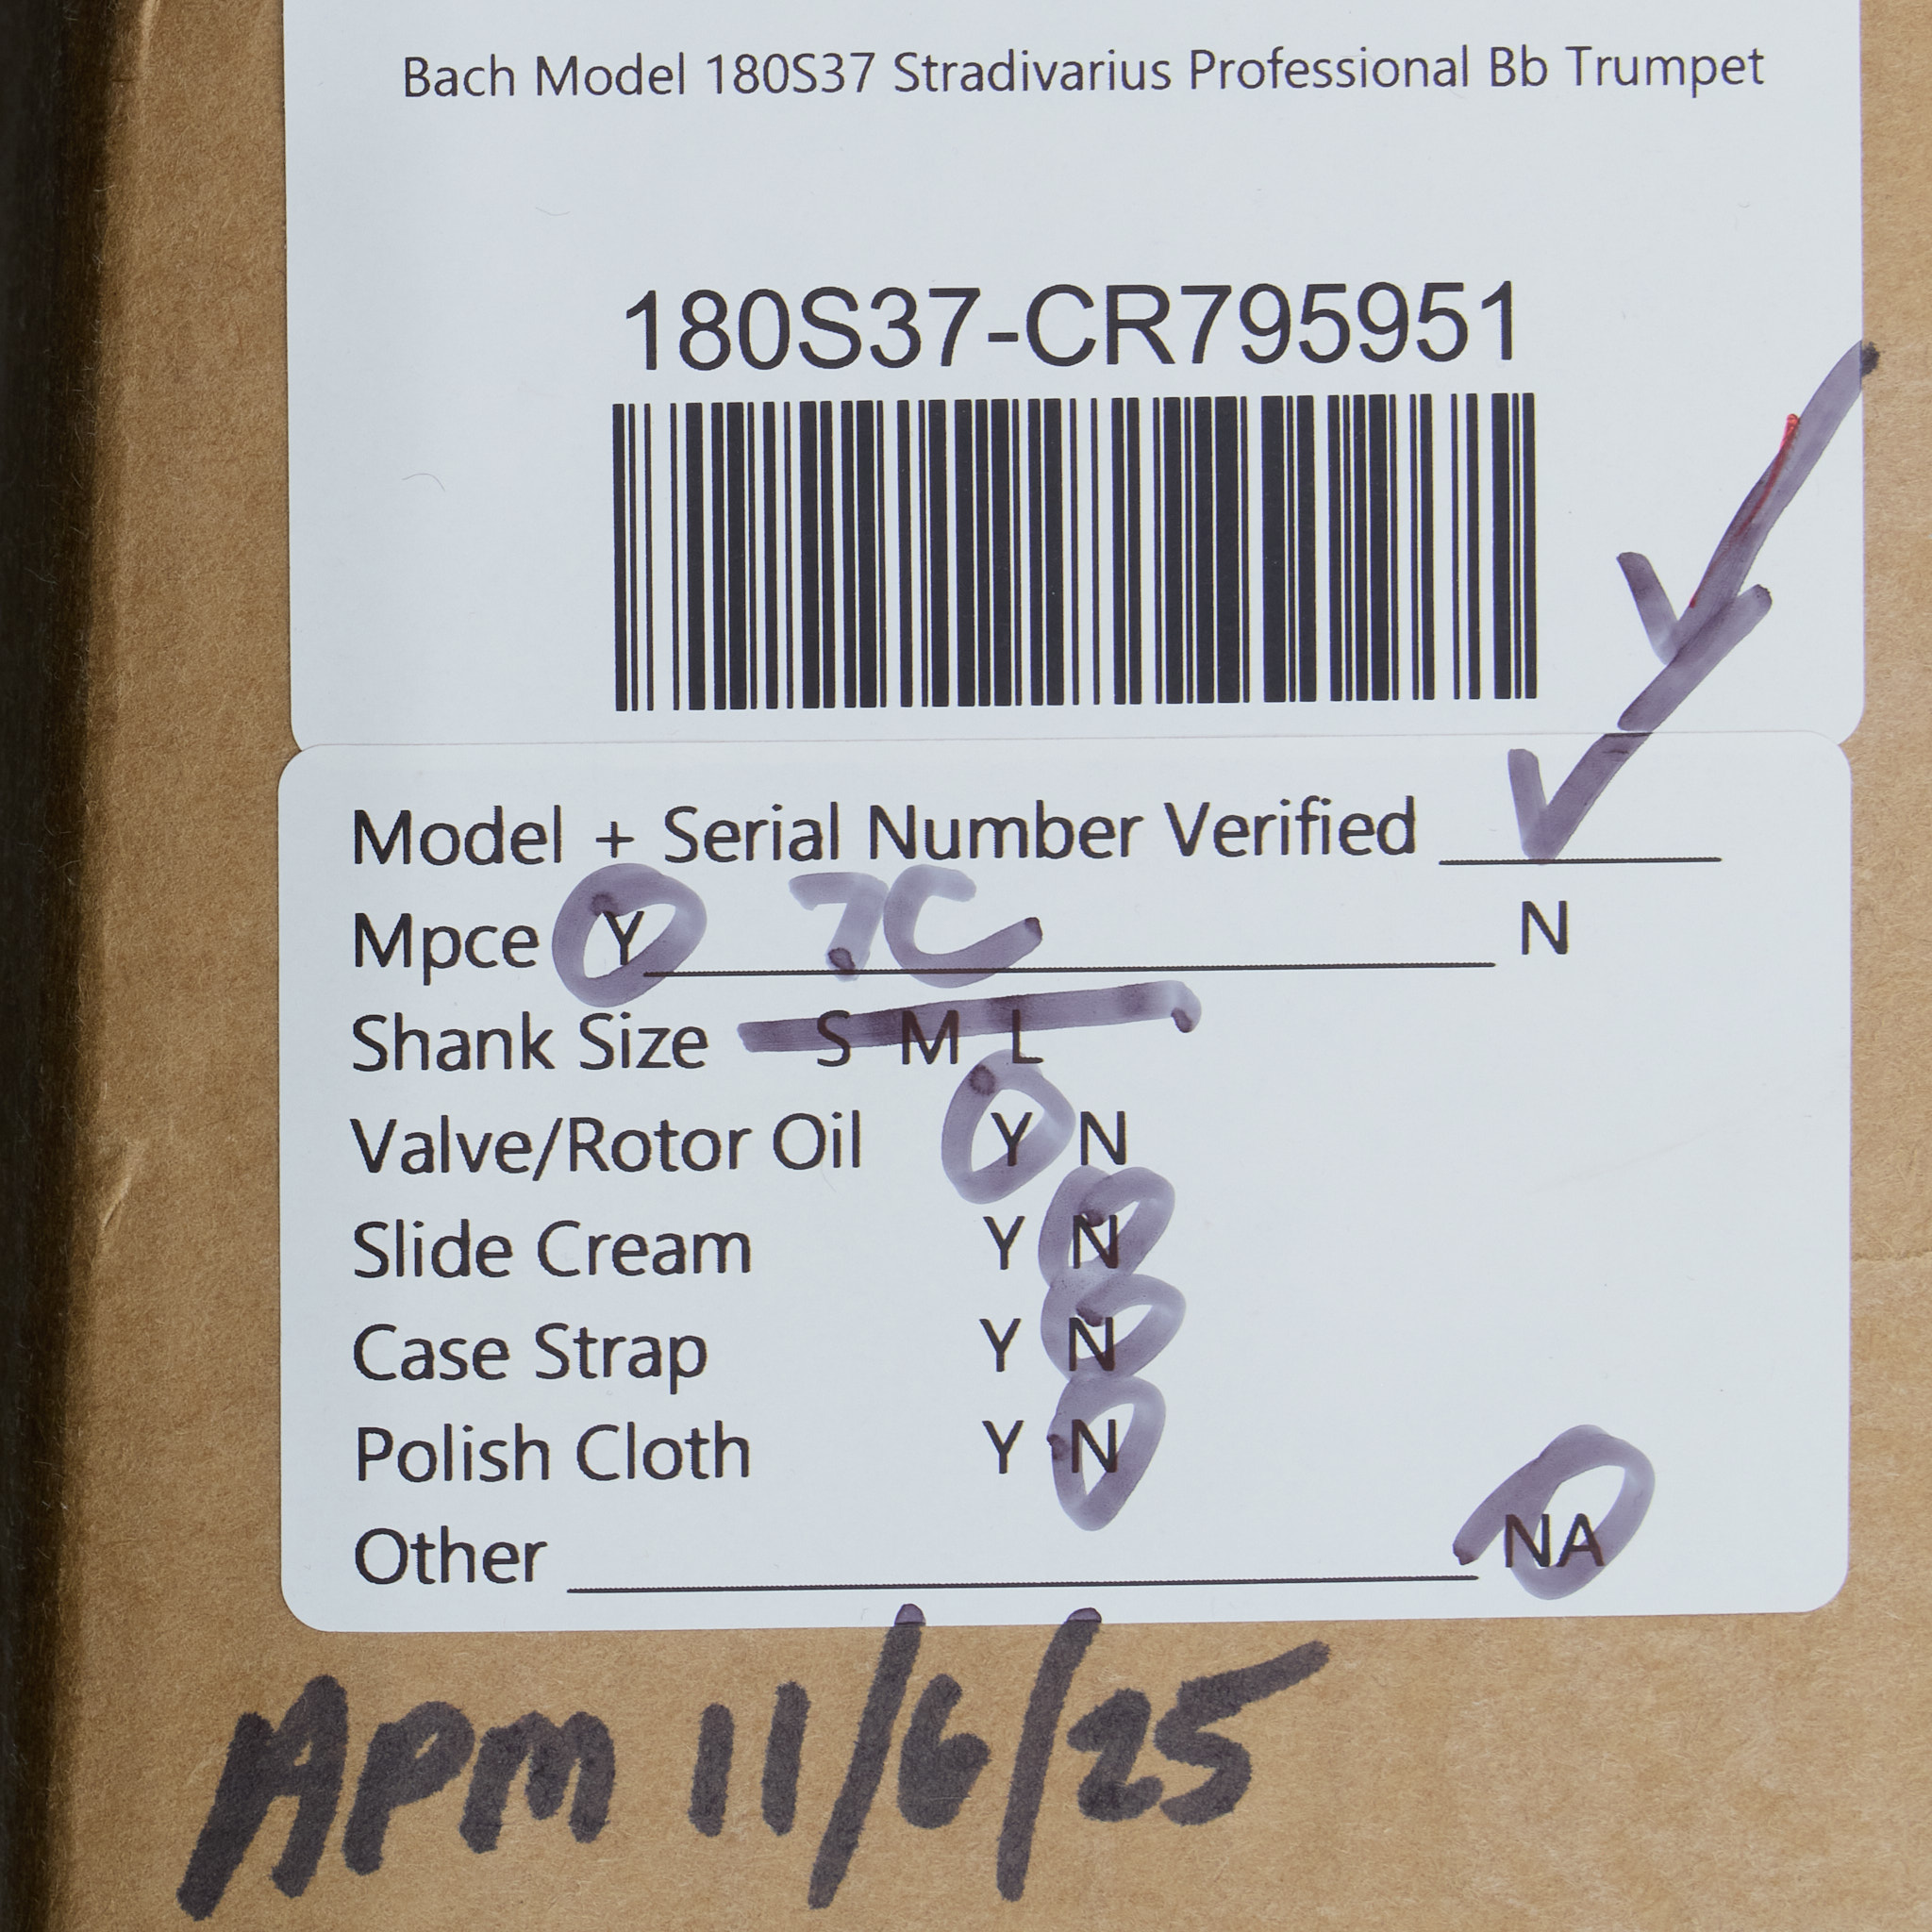 Bach Model 180S37 Stradivarius Professional Bb Trumpet
180S37-CR795951
Model + Serial Number Verified
Mpce Y 7C N
Shank Size S M L
Valve/Rotor Oil Y N
Slide Cream Y N
Case Strap Y N
Polish Cloth Y N
Other NA
APM 11/6/25